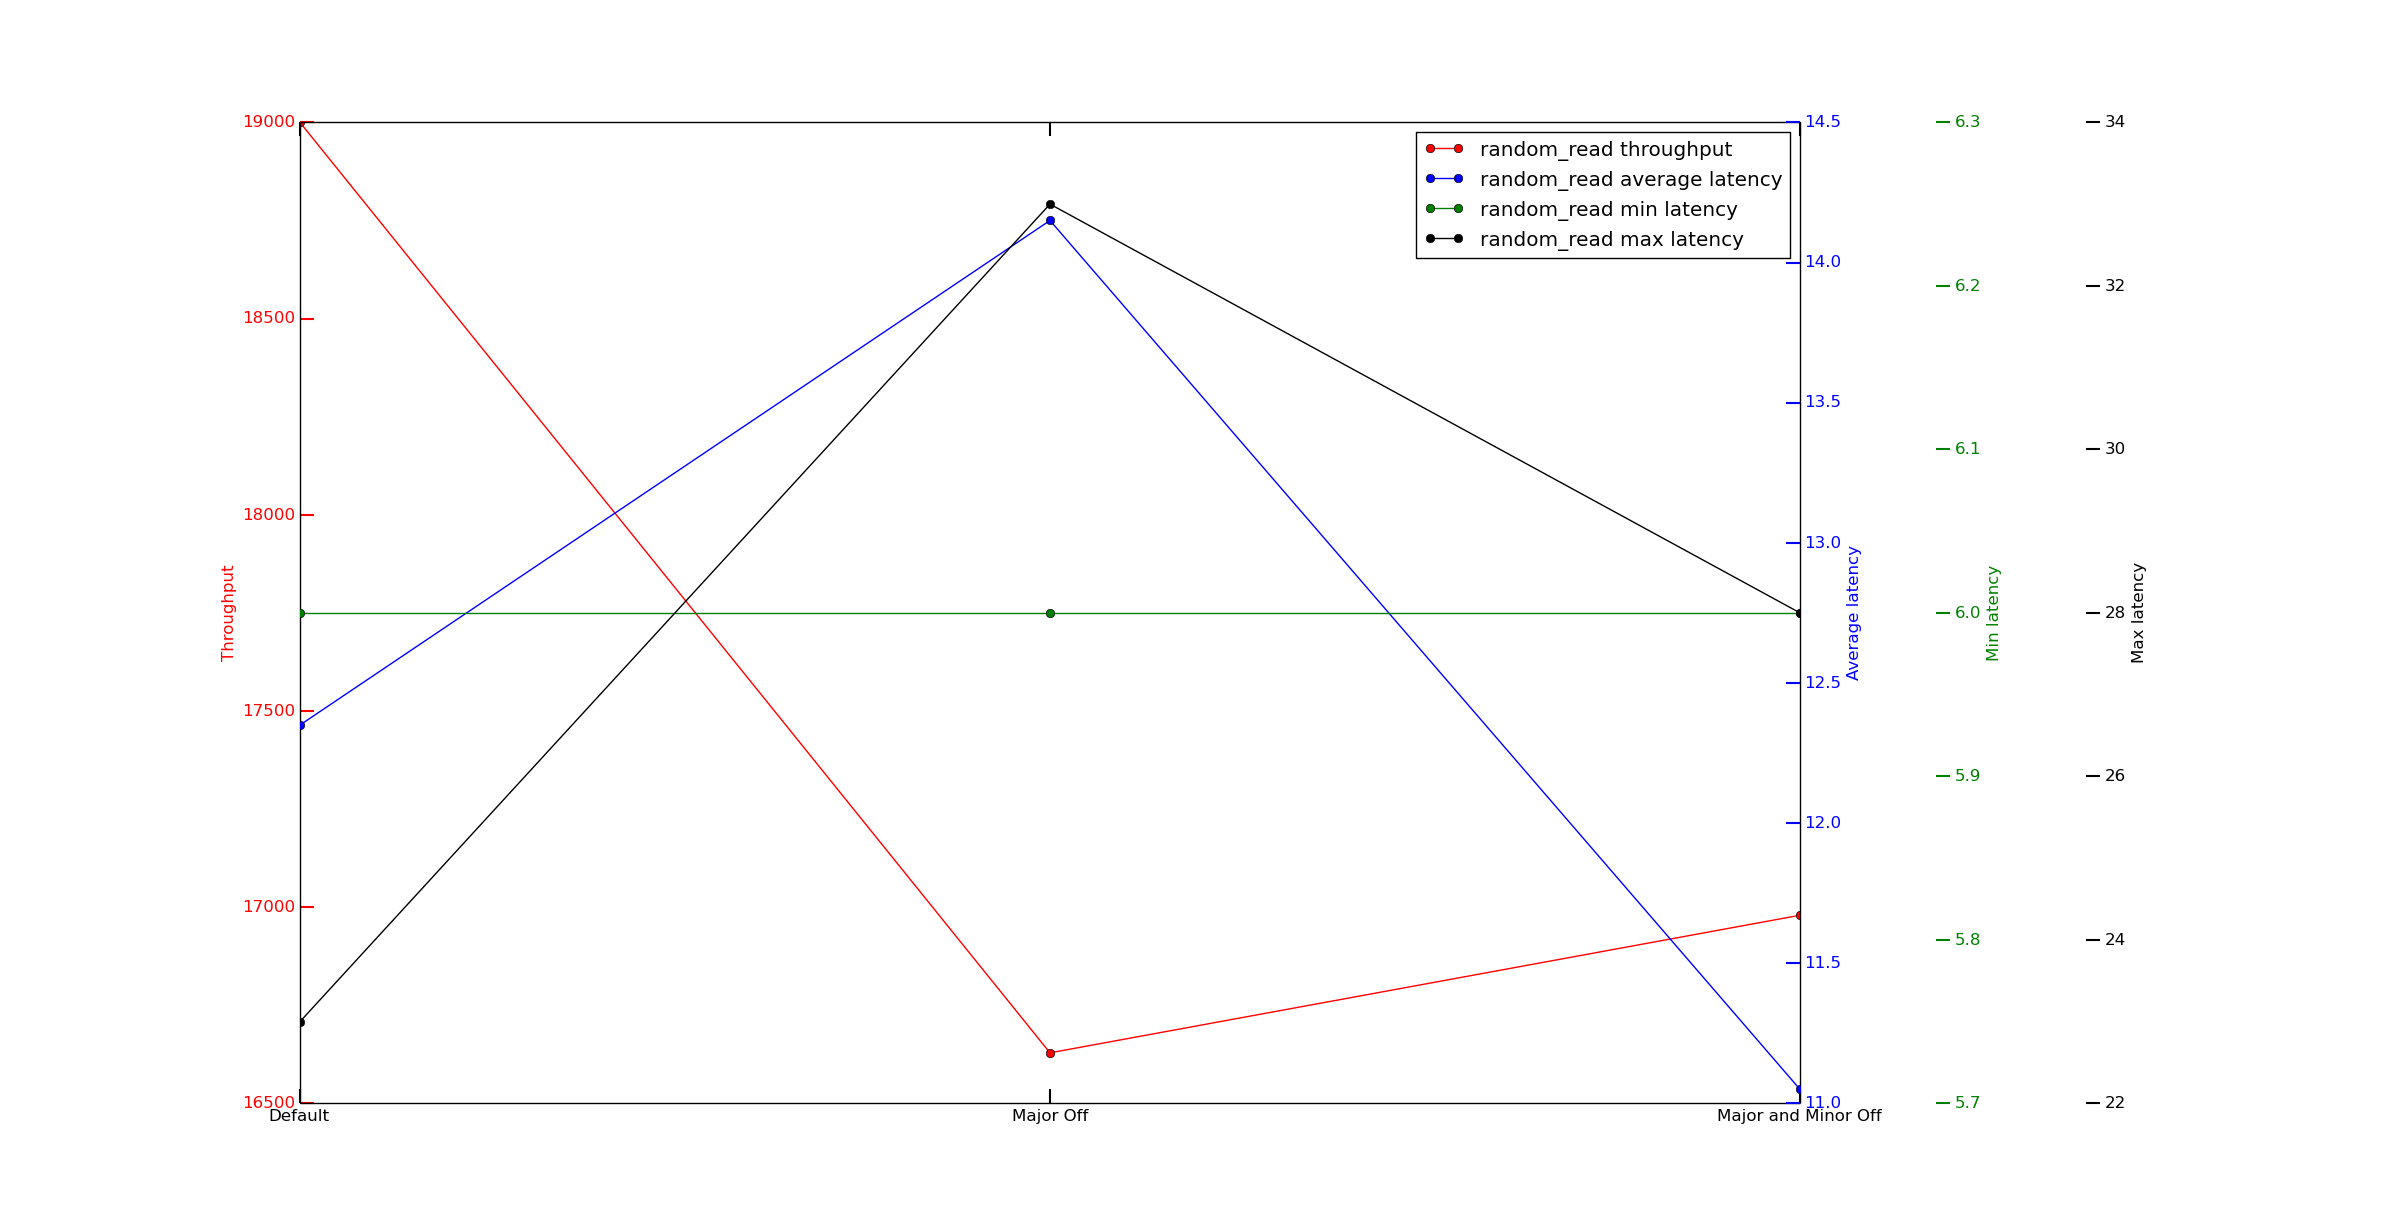 19000
18500
18000
17500
17000
16500
Throughput
Default
Major Off
Major and Minor Off
random_read throughput
random_read average latency
random_read min latency
random_read max latency
14.5
14.0
13.5
13.0
12.5
12.0
11.5
11.0
Average latency
6.3
6.2
6.1
6.0
5.9
5.8
5.7
Min latency
34
32
30
28
26
24
22
Max latency